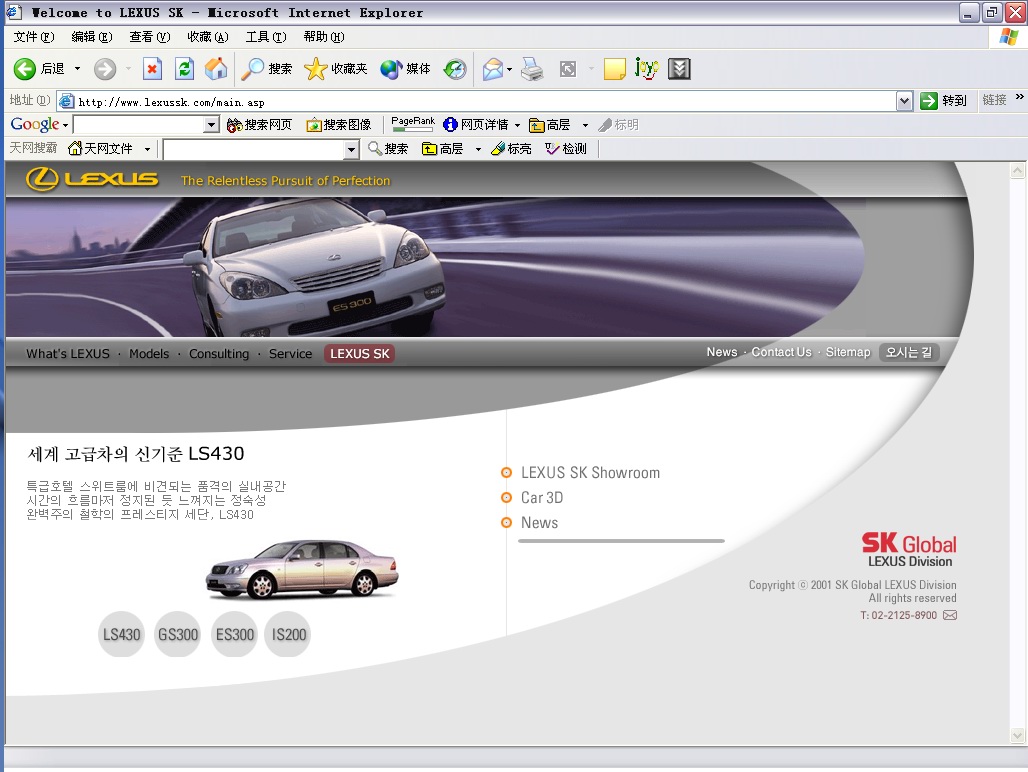 Welcome to LEXUS SK - Microsoft Internet Explorer
文件(F) 编辑(E) 查看(V) 收藏(A) 工具(T) 帮助(H)
后退 搜索 收藏夹 媒体
地址(D) http://www.lexussk.com/main.asp 转到 链接 »
Google 搜索网页 搜索图像 PageRank 网页详情 高层 标明
天网搜霸 天网文件 搜索 高层 标亮 检测
LEXUS The Relentless Pursuit of Perfection
ES300
What's LEXUS · Models · Consulting · Service LEXUS SK News · Contact Us · Sitemap 오시는 길
세계 고급차의 신기준 LS430
특급호텔 스위트룸에 비견되는 품격의 실내공간
시간의 흐름마저 정지된 듯 느껴지는 정숙성
완벽주의 철학의 프레스티지 세단, LS430
LS430 GS300 ES300 IS200
LEXUS SK Showroom
Car 3D
News
SK Global
LEXUS Division
Copyright ⓒ 2001 SK Global LEXUS Division
All rights reserved
T: 02-2125-8900